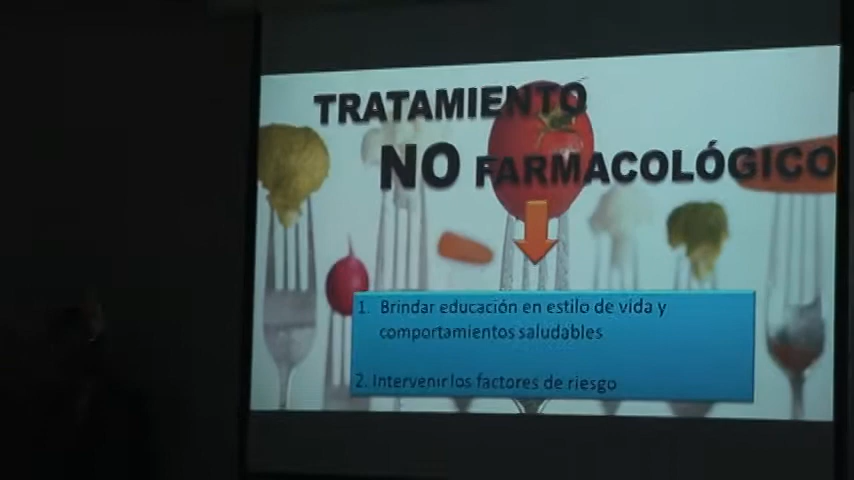 TRATAMIENTO
NO FARMACOLÓGICO
1. Brindar educación en estilo de vida y
comportamientos saludables
2. Intervenir los factores de riesgo